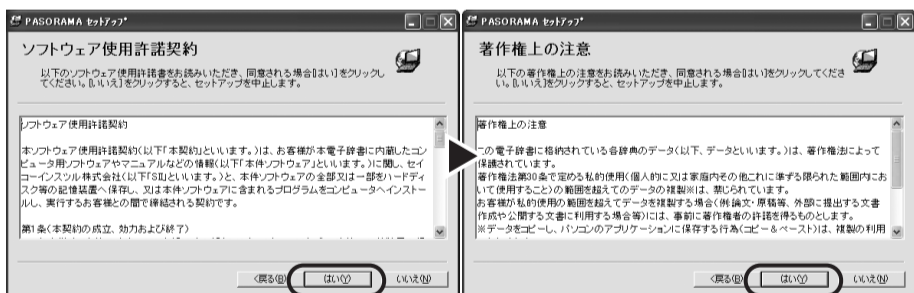 PASORAMA セットアップ
ソフトウェア使用許諾契約
以下のソフトウェア使用許諾書をお読みいただき、同意される場合[はい]をクリックし
てください。[いいえ]をクリックすると、セットアップを中止します。
ソフトウェア使用許諾契約
本ソフトウェア使用許諾契約(以下「本契約」といいます。)は、お客様が本電子辞書に内蔵したコン
ピュータ用ソフトウェアやマニュアルなどの情報(以下「本件ソフトウェア」といいます。)に関し、セイ
コーインスツル株式会社(以下「SII」といいます。)と、本件ソフトウェアの全部又は一部をハードディ
スク等の記憶装置へ保存し、又は本件ソフトウェアに含まれるプログラムをコンピュータへインストー
ルし、実行するお客様との間で締結される契約です。
第1条(本契約の成立、効力および終了)
<戻る(B)
はい(Y)
いいえ(N)
PASORAMA セットアップ
著作権上の注意
以下の著作権上の注意をお読みいただき、同意される場合[はい]をクリックしてくださ
い。[いいえ]をクリックすると、セットアップを中止します。
著作権上の注意
この電子辞書に格納されている各辞典のデータ(以下、データといいます。)は、著作権法によって
保護されています。
著作権法第30条で定める私的使用(個人的に又は家庭内その他これに準ずる限られた範囲内にお
いて使用すること)の範囲を超えてのデータの複製※は、禁じられています。
お客様が私的使用の範囲を超えてデータを複製する場合(例:論文・原稿等、外部に提出する文書
作成や公開する文書に利用する場合等)には、事前に著作権者の許諾を得るものとします。
※データをコピーし、パソコンのアプリケーションに保存する行為(コピー&ペースト)は、複製の利用
<戻る(B)
はい(Y)
いいえ(N)